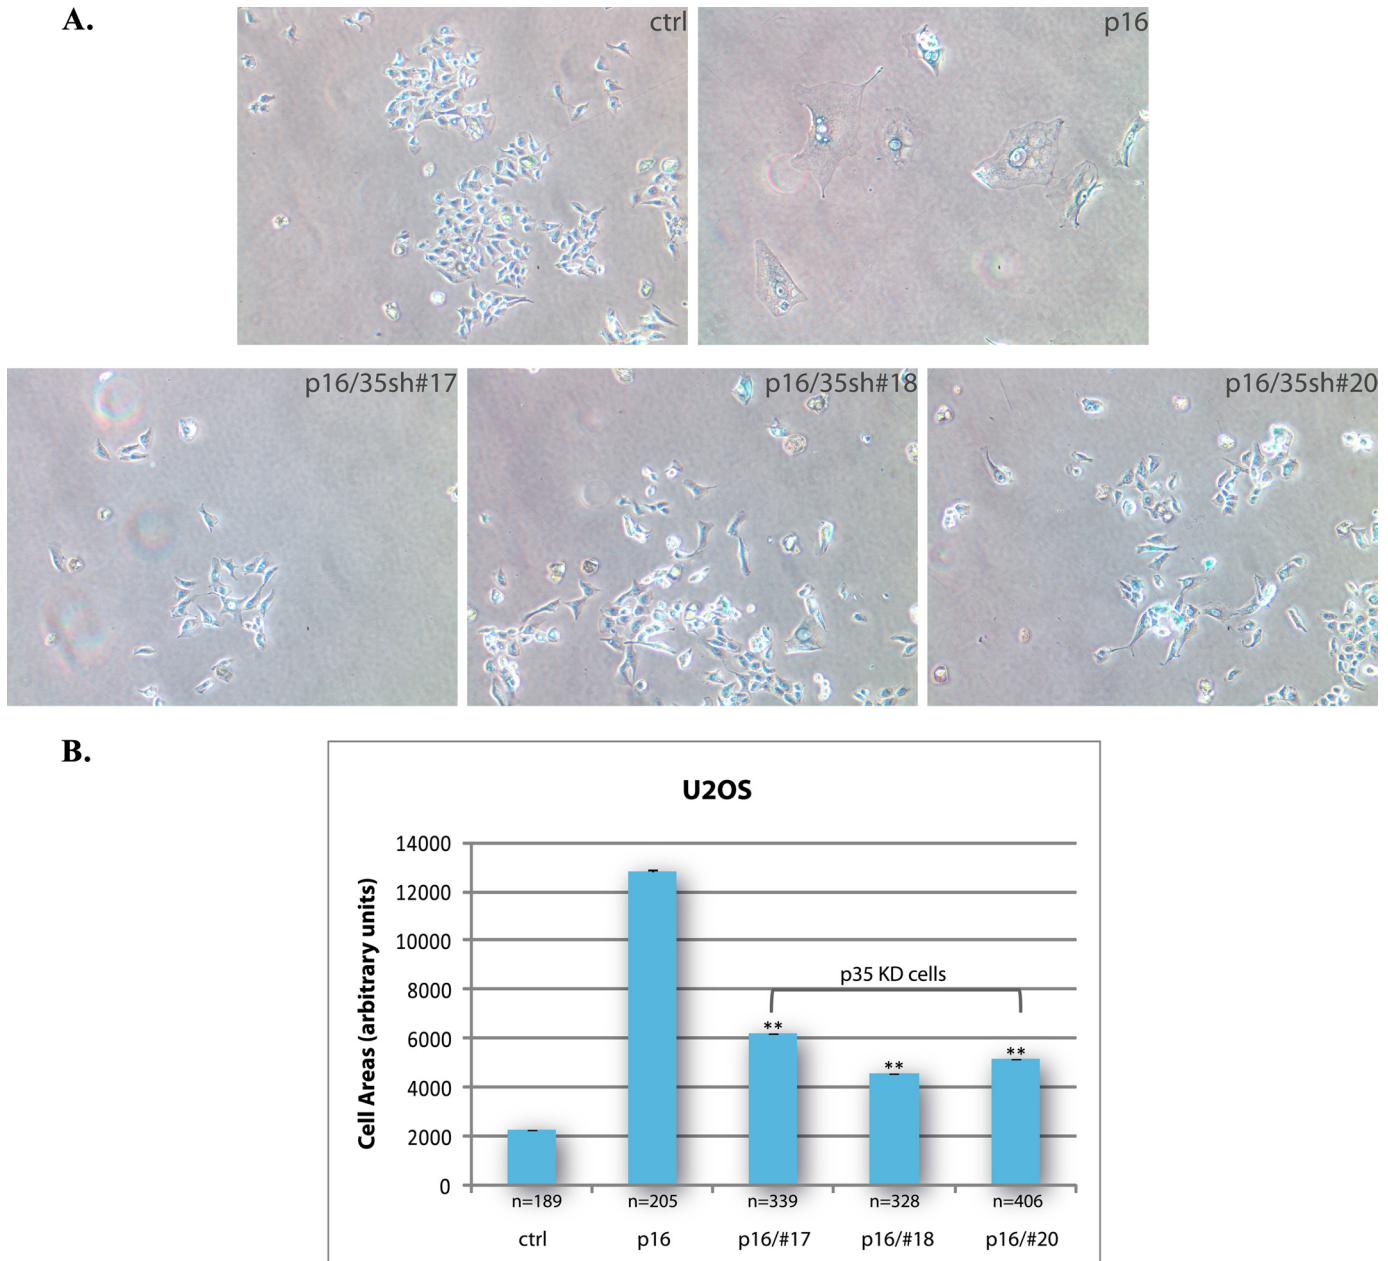 A.
ctrl
p16
p16/35sh#17
p16/35sh#18
p16/35sh#20
B.
U2OS
Cell Areas (arbitrary units)
14000
12000
10000
8000
6000
4000
2000
0
p35 KD cells
**
**
**
n=189
n=205
n=339
n=328
n=406
ctrl
p16
p16/#17
p16/#18
p16/#20